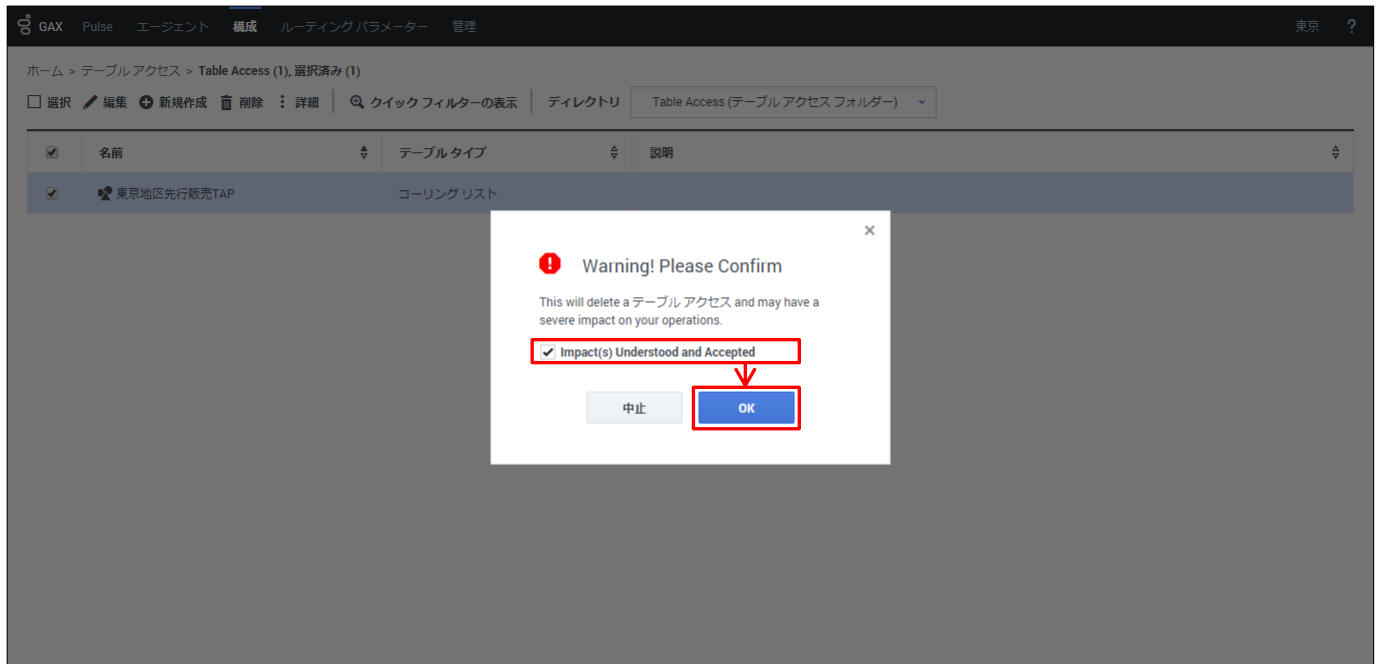 GAX Pulse エージェント 構成 ルーティング パラメーター 管理 東京 ?
ホーム > テーブル アクセス > Table Access (1), 選択済み (1)
選択 編集 新規作成 削除 詳細 クイック フィルターの表示 ディレクトリ Table Access (テーブル アクセス フォルダー)
名前 テーブル タイプ 説明
東京地区先行販売TAP コーリング リスト
Warning! Please Confirm
This will delete a テーブル アクセス and may have a
severe impact on your operations.
Impact(s) Understood and Accepted
中止 OK